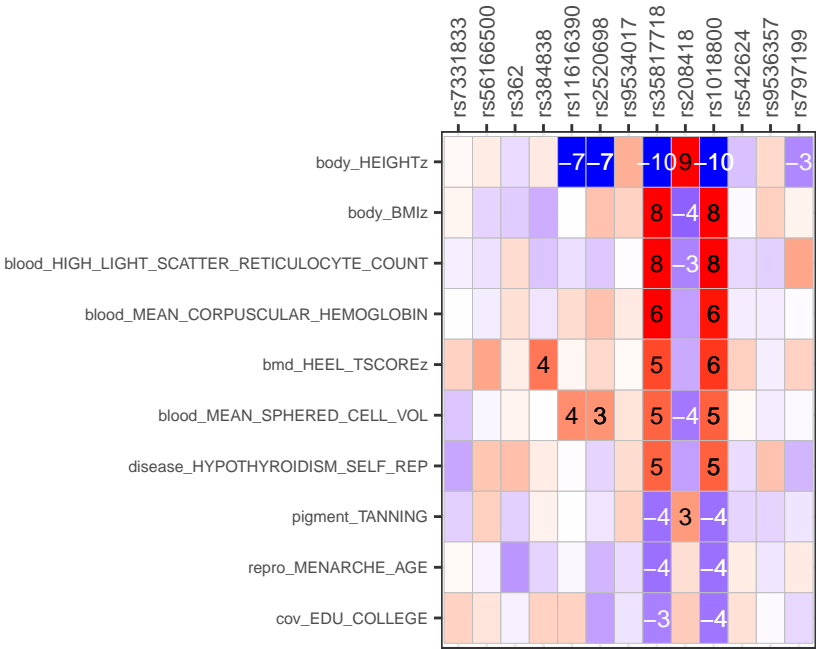 rs7331833
rs56166500
rs362
rs384838
rs11616390
rs2520698
rs9534017
rs35817718
rs208418
rs1018800
rs542624
rs9536357
rs797199
body_HEIGHTz −7 −7 −10 9 −10 −3
body_BMIz 8 −4 8
blood_HIGH_LIGHT_SCATTER_RETICULOCYTE_COUNT 8 −3 8
blood_MEAN_CORPUSCULAR_HEMOGLOBIN 6 6
bmd_HEEL_TSCOREz 4 5 6
blood_MEAN_SPHERED_CELL_VOL 4 3 5 −4 5
disease_HYPOTHYROIDISM_SELF_REP 5 5
pigment_TANNING −4 3 −4
repro_MENARCHE_AGE −4 −4
cov_EDU_COLLEGE −3 −4